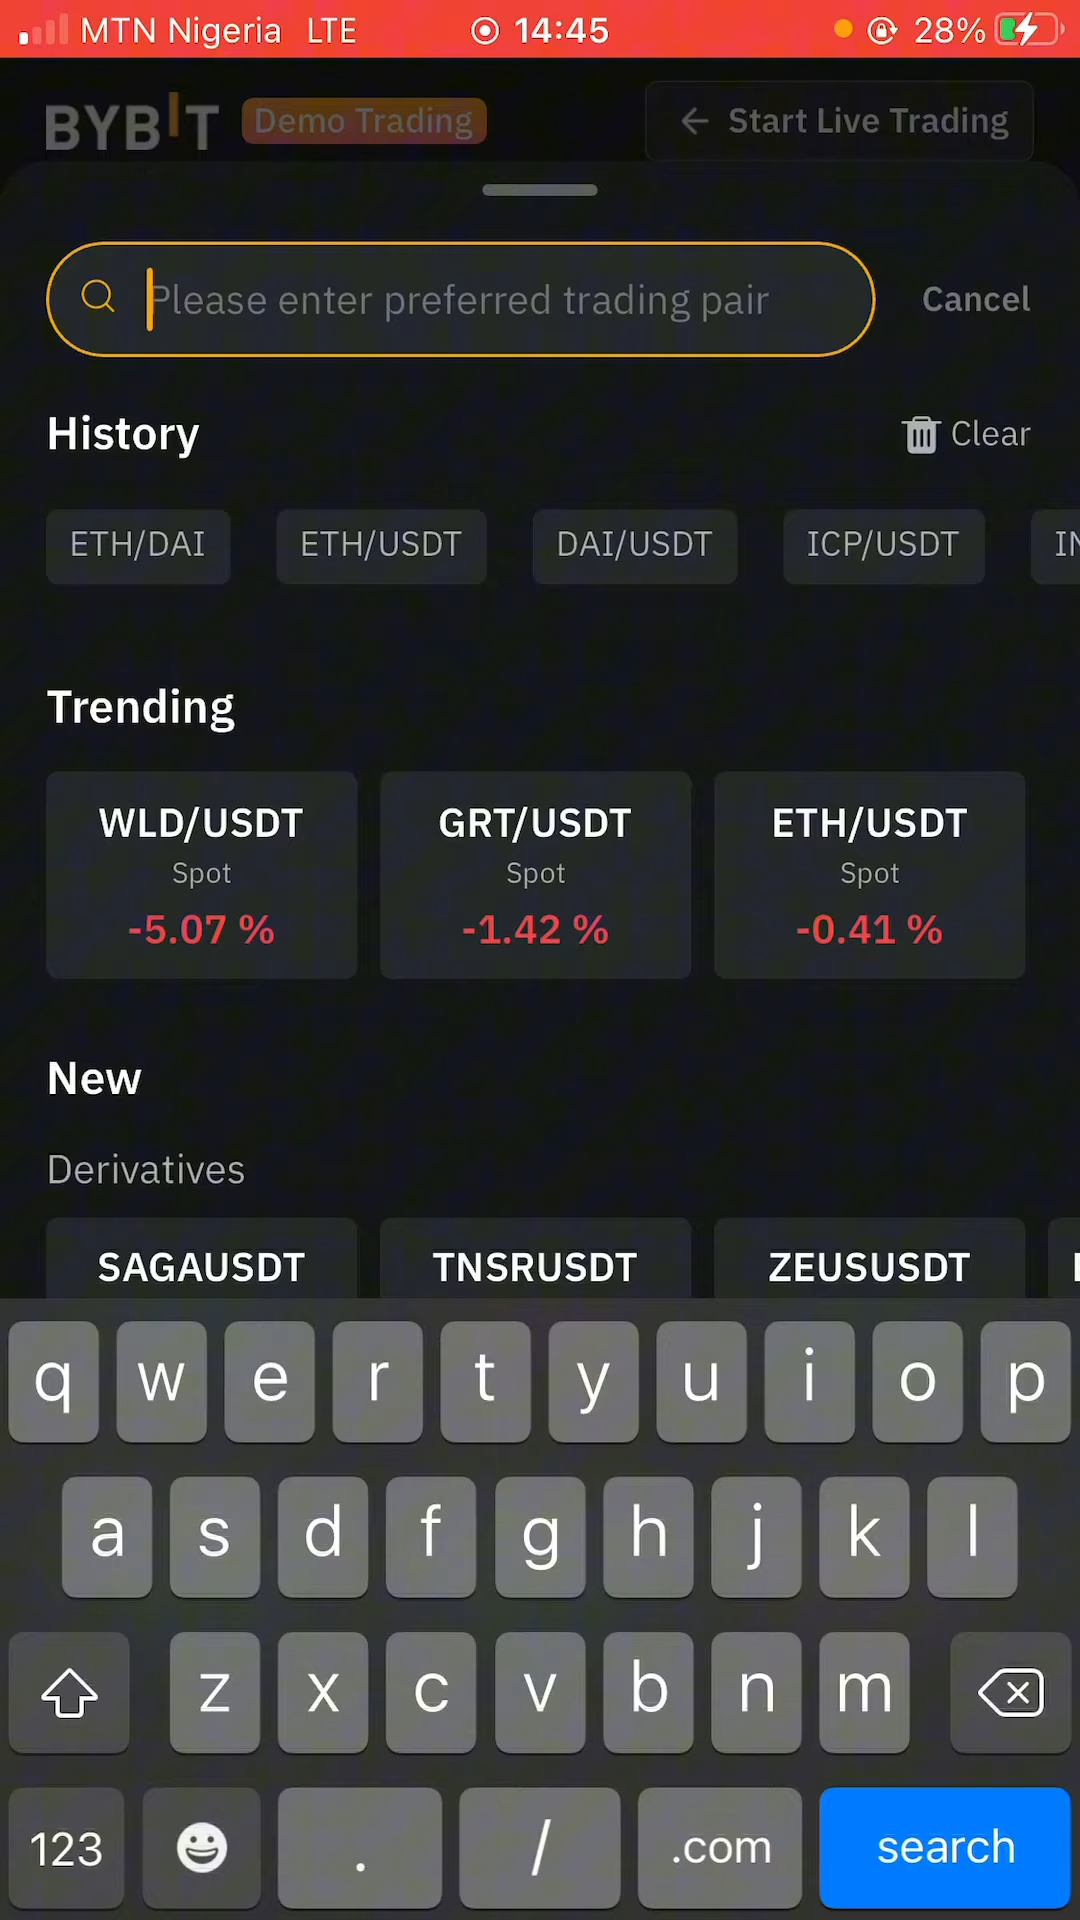 MTN Nigeria LTE 14:45 28%
BYBIT Demo Trading Start Live Trading
Please enter preferred trading pair Cancel
History Clear
ETH/DAI ETH/USDT DAI/USDT ICP/USDT
Trending
WLD/USDT GRT/USDT ETH/USDT
Spot Spot Spot
-5.07 % -1.42 % -0.41 %
New
Derivatives
SAGAUSDT TNSRUSDT ZEUSUSDT
q w e r t y u i o p
a s d f g h j k l
z x c v b n m
123 . / .com search